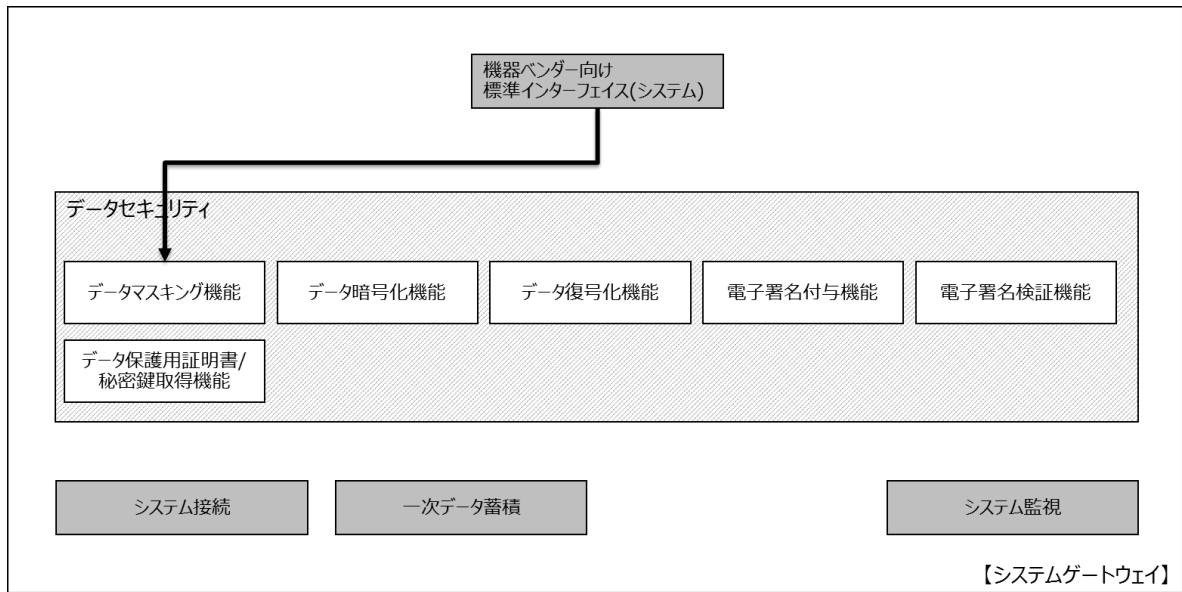 機器ベンダー向け
標準インターフェイス(システム)
データセキュリティ
データマスキング機能
データ暗号化機能
データ復号化機能
電子署名付与機能
電子署名検証機能
データ保護用証明書/
秘密鍵取得機能
システム接続
一次データ蓄積
システム監視
【システムゲートウェイ】